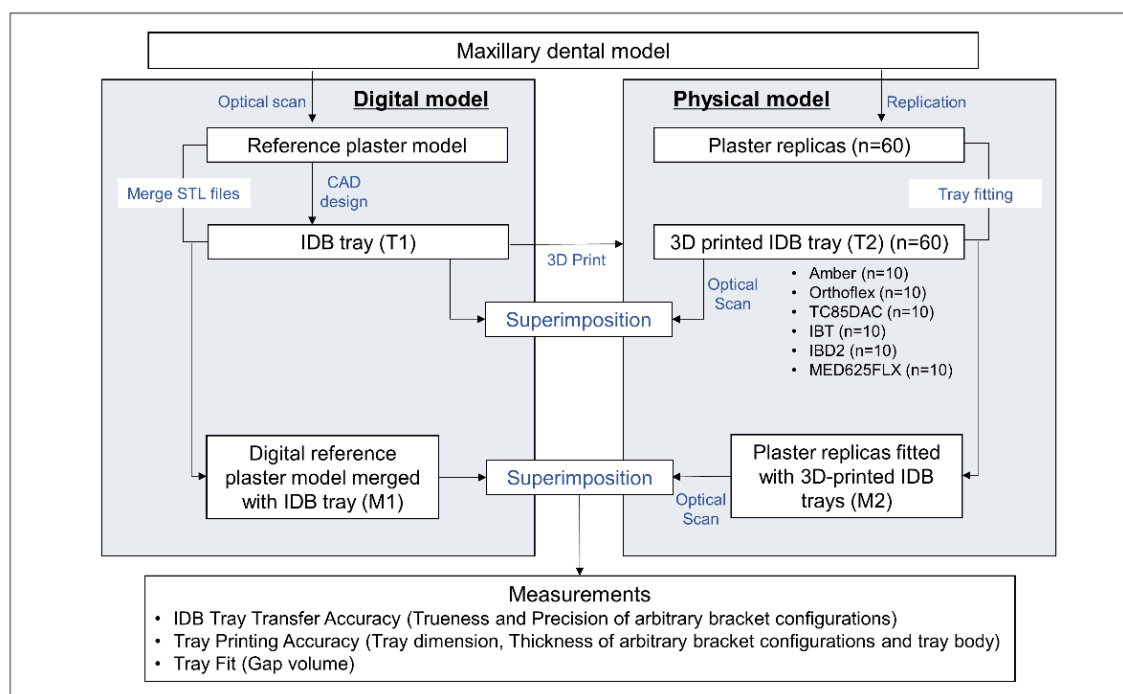 Maxillary dental model
Optical scan
Digital model
Physical model
Replication
Reference plaster model
Plaster replicas (n=60)
Merge STL files
CAD
design
Tray fitting
IDB tray (T1)
3D Print
3D printed IDB tray (T2) (n=60)
Optical
Scan
• Amber (n=10)
• Orthoflex (n=10)
• TC85DAC (n=10)
• IBT (n=10)
• IBD2 (n=10)
• MED625FLX (n=10)
Superimposition
Digital reference
plaster model merged
with IDB tray (M1)
Superimposition
Optical
Scan
Plaster replicas fitted
with 3D-printed IDB
trays (M2)
Measurements
• IDB Tray Transfer Accuracy (Trueness and Precision of arbitrary bracket configurations)
• Tray Printing Accuracy (Tray dimension, Thickness of arbitrary bracket configurations and tray body)
• Tray Fit (Gap volume)